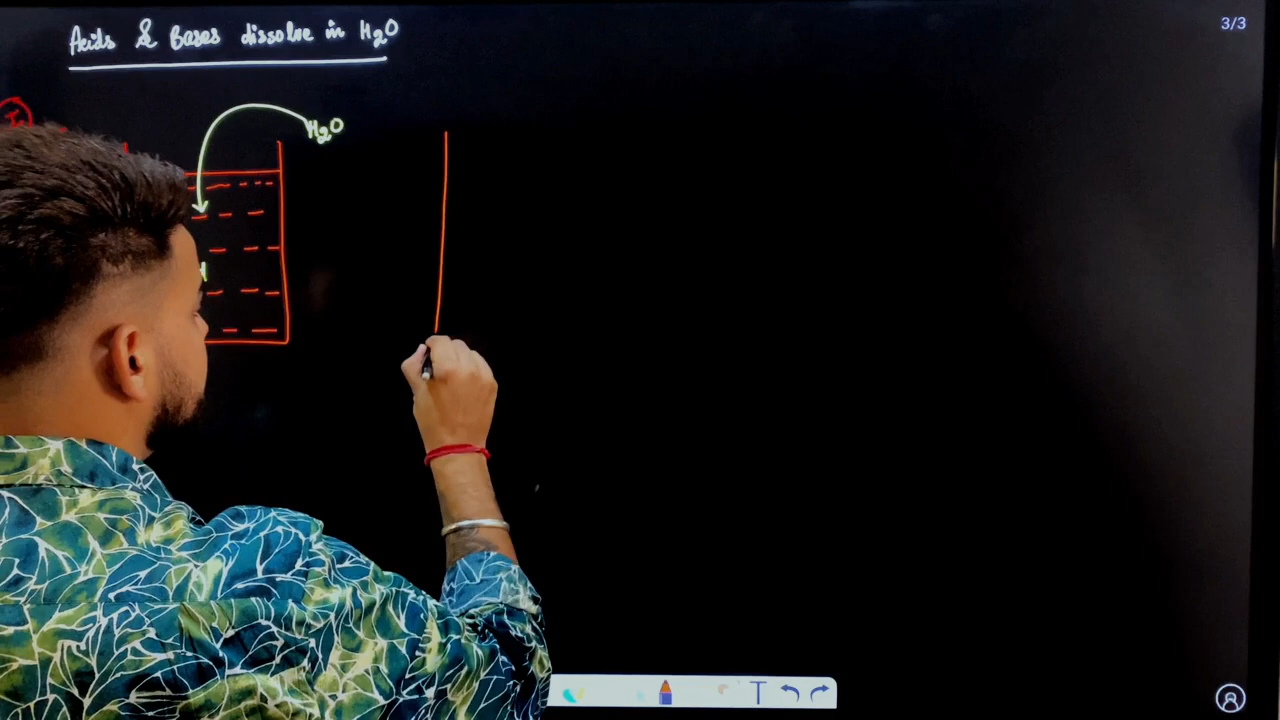 Acids & Bases dissolve in H₂O
3/3
H₂O
T